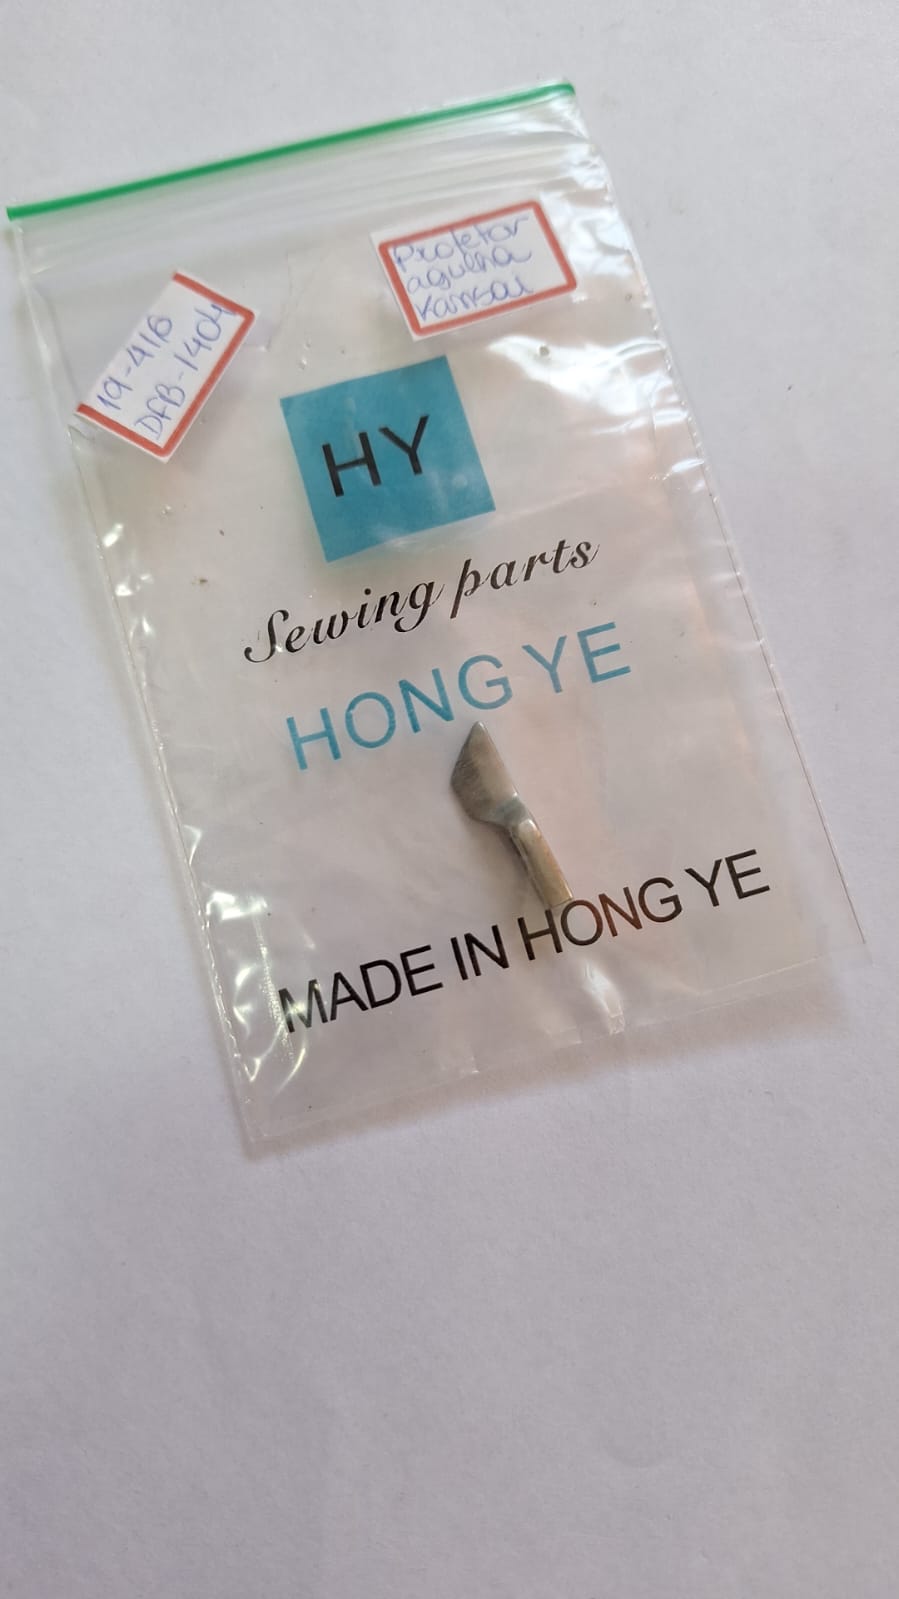 Protetor
agulha
Kansai
19-416
DFB-1404
HY
Sewing parts
HONG YE
MADE IN HONG YE